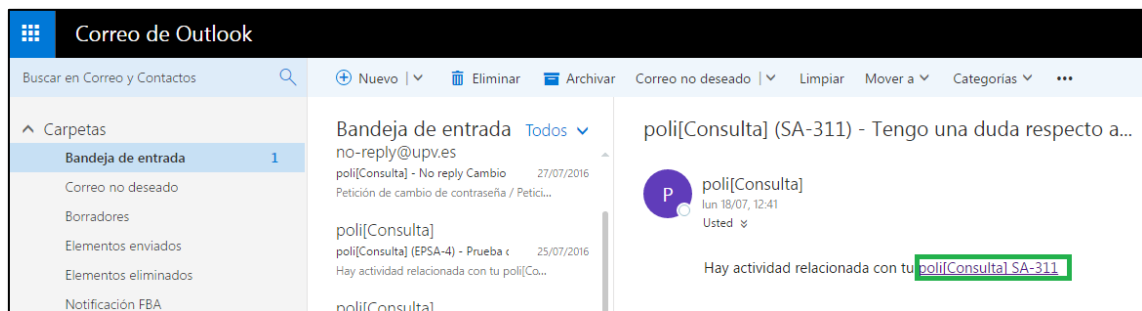 Correo de Outlook
Buscar en Correo y Contactos
Nuevo
Eliminar
Archivar
Correo no deseado
Limpiar
Mover a
Categorías
•••
Carpetas
Bandeja de entrada 1
Correo no deseado
Borradores
Elementos enviados
Elementos eliminados
Notificación FBA
Bandeja de entrada Todos
no-reply@upv.es
poli[Consulta] - No reply Cambio 27/07/2016
Petición de cambio de contraseña / Petici...
poli[Consulta]
poli[Consulta] (EPSA-4) - Prueba 25/07/2016
Hay actividad relacionada con tu poli[Co...
poli[Consulta]
poli[Consulta] (SA-311) - Tengo una duda respecto a...
P
poli[Consulta]
lun 18/07, 12:41
Usted
Hay actividad relacionada con tu poli[Consulta] SA-311